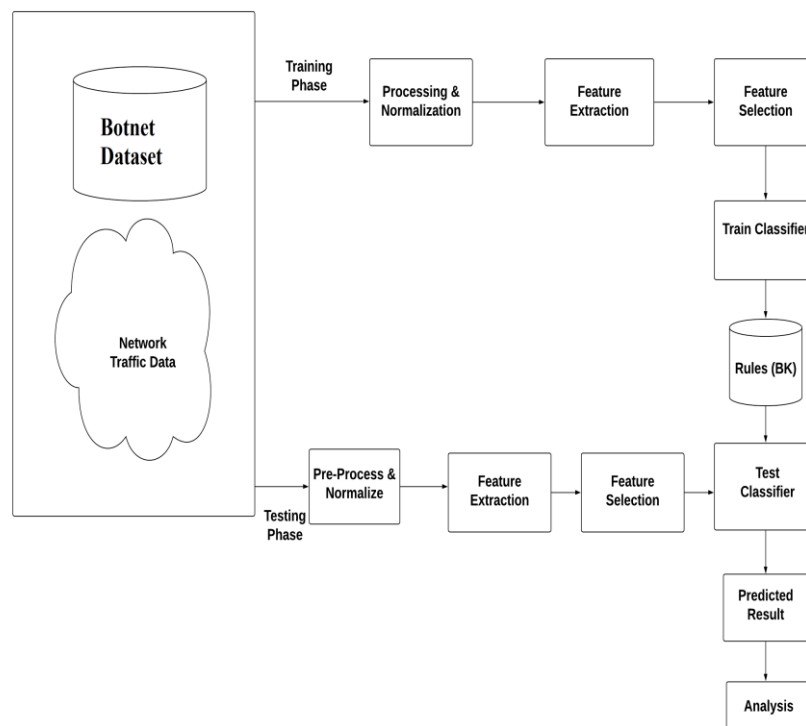 Training
Phase
Processing &
Normalization
Feature
Extraction
Feature
Selection
Botnet
Dataset
Train Classifier
Network
Traffic Data
Rules (BK)
Pre-Process &
Normalize
Feature
Extraction
Feature
Selection
Test
Classifier
Testing
Phase
Predicted
Result
Analysis